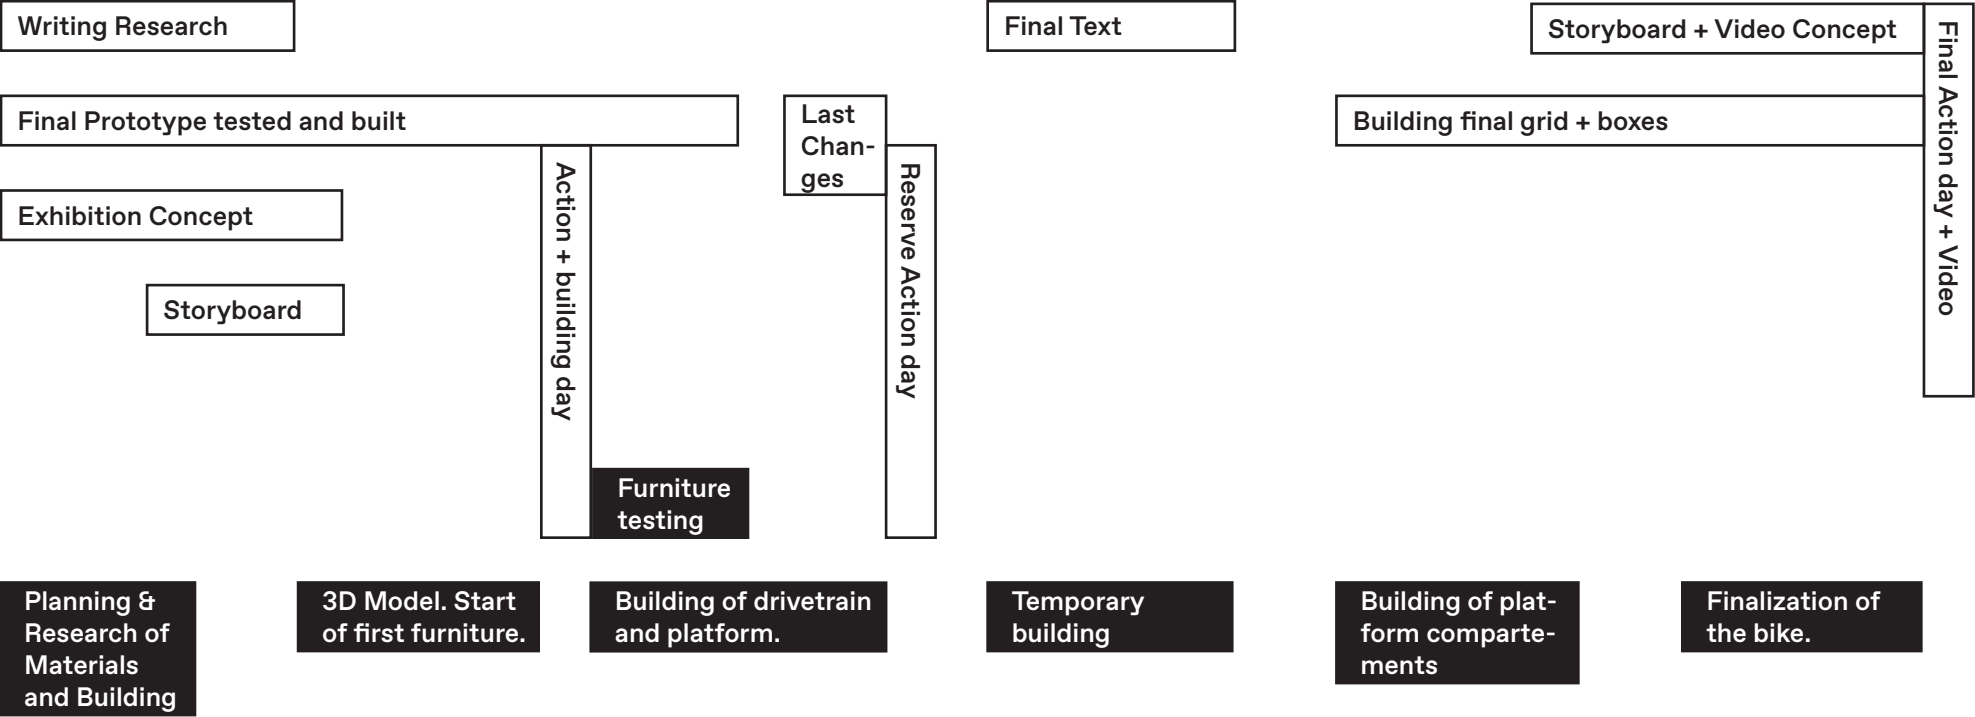 Writing Research
Final Text
Storyboard + Video Concept
Final Action day + Video
Final Prototype tested and built
Last
Chan-
ges
Building final grid + boxes
Action + building day
Reserve Action day
Exhibition Concept
Storyboard
Furniture
testing
Planning &
Research of
Materials
and Building
3D Model. Start
of first furniture.
Building of drivetrain
and platform.
Temporary
building
Building of plat-
form comparte-
ments
Finalization of
the bike.